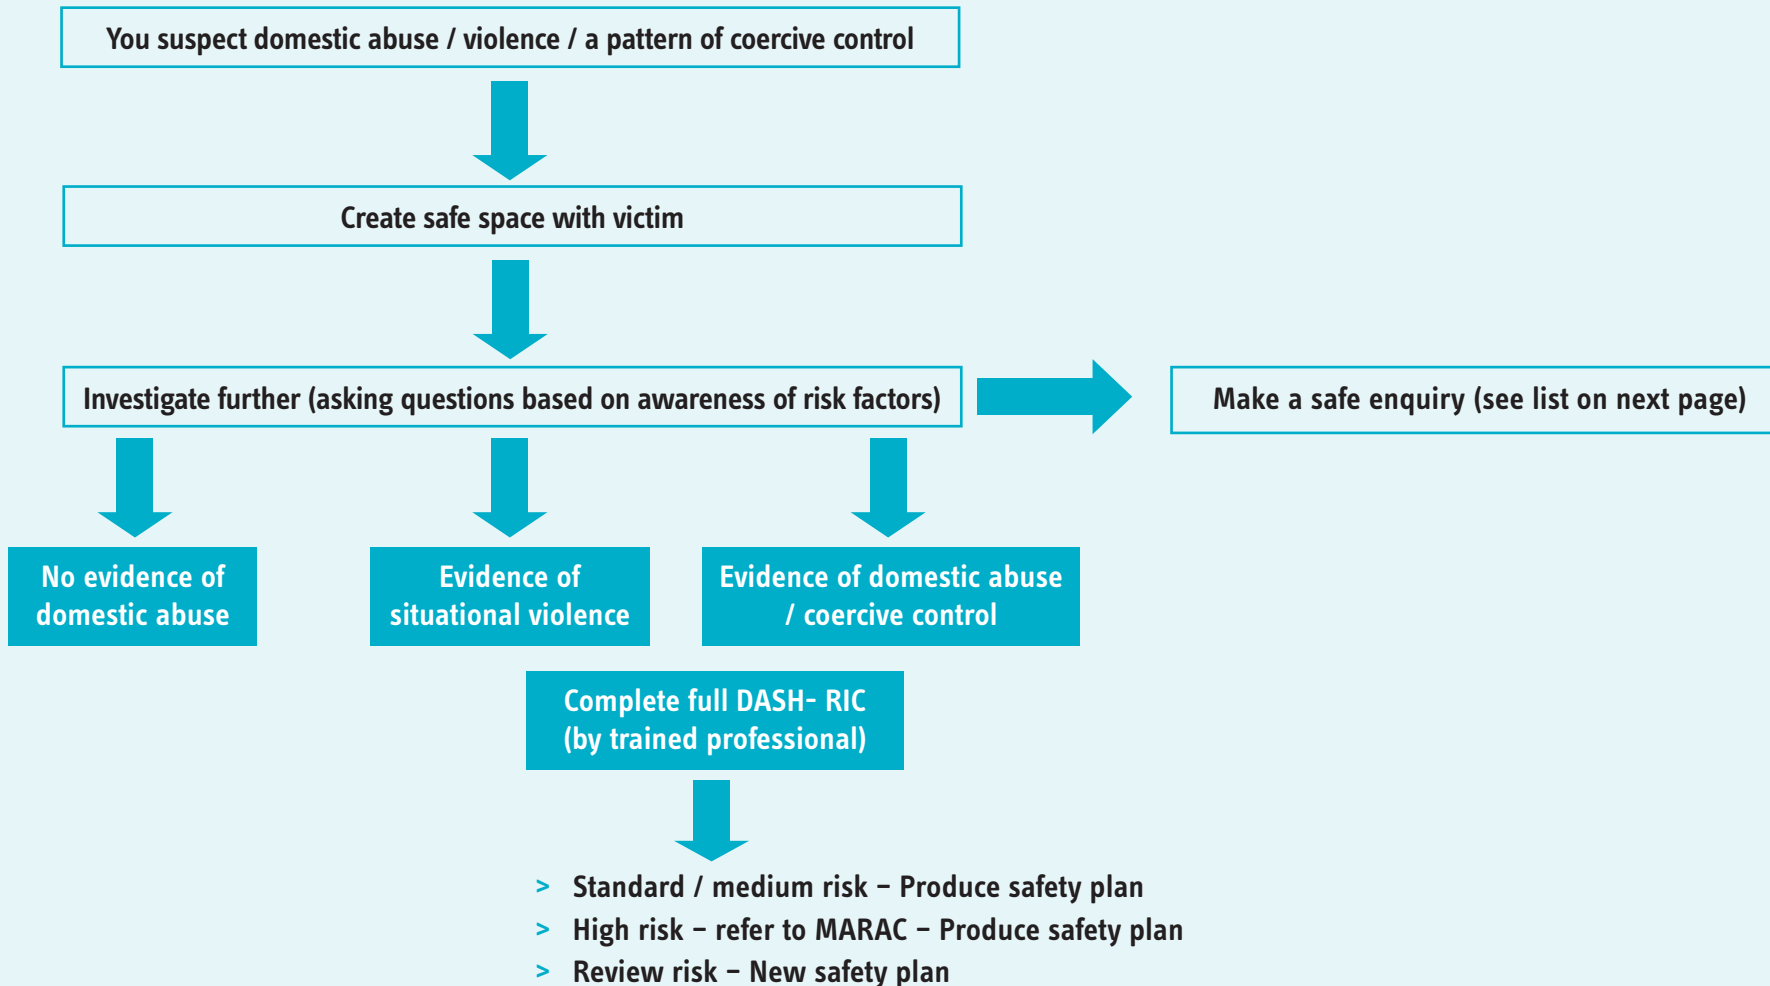 You suspect domestic abuse / violence / a pattern of coercive control
Create safe space with victim
Investigate further (asking questions based on awareness of risk factors)
Make a safe enquiry (see list on next page)
No evidence of
domestic abuse
Evidence of
situational violence
Evidence of domestic abuse
/ coercive control
Complete full DASH- RIC
(by trained professional)
> Standard / medium risk – Produce safety plan
> High risk – refer to MARAC – Produce safety plan
> Review risk – New safety plan